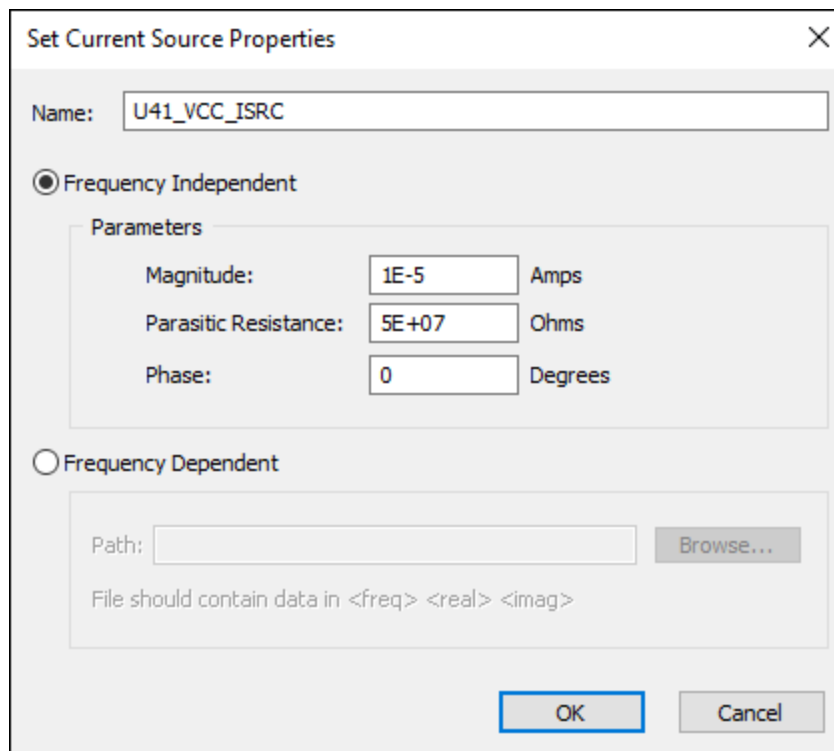 Set Current Source Properties
Name: U41_VCC_ISRC
Frequency Independent
Parameters
Magnitude: 1E-5 Amps
Parasitic Resistance: 5E+07 Ohms
Phase: 0 Degrees
Frequency Dependent
Path: Browse...
File should contain data in <freq> <real> <imag>
OK Cancel